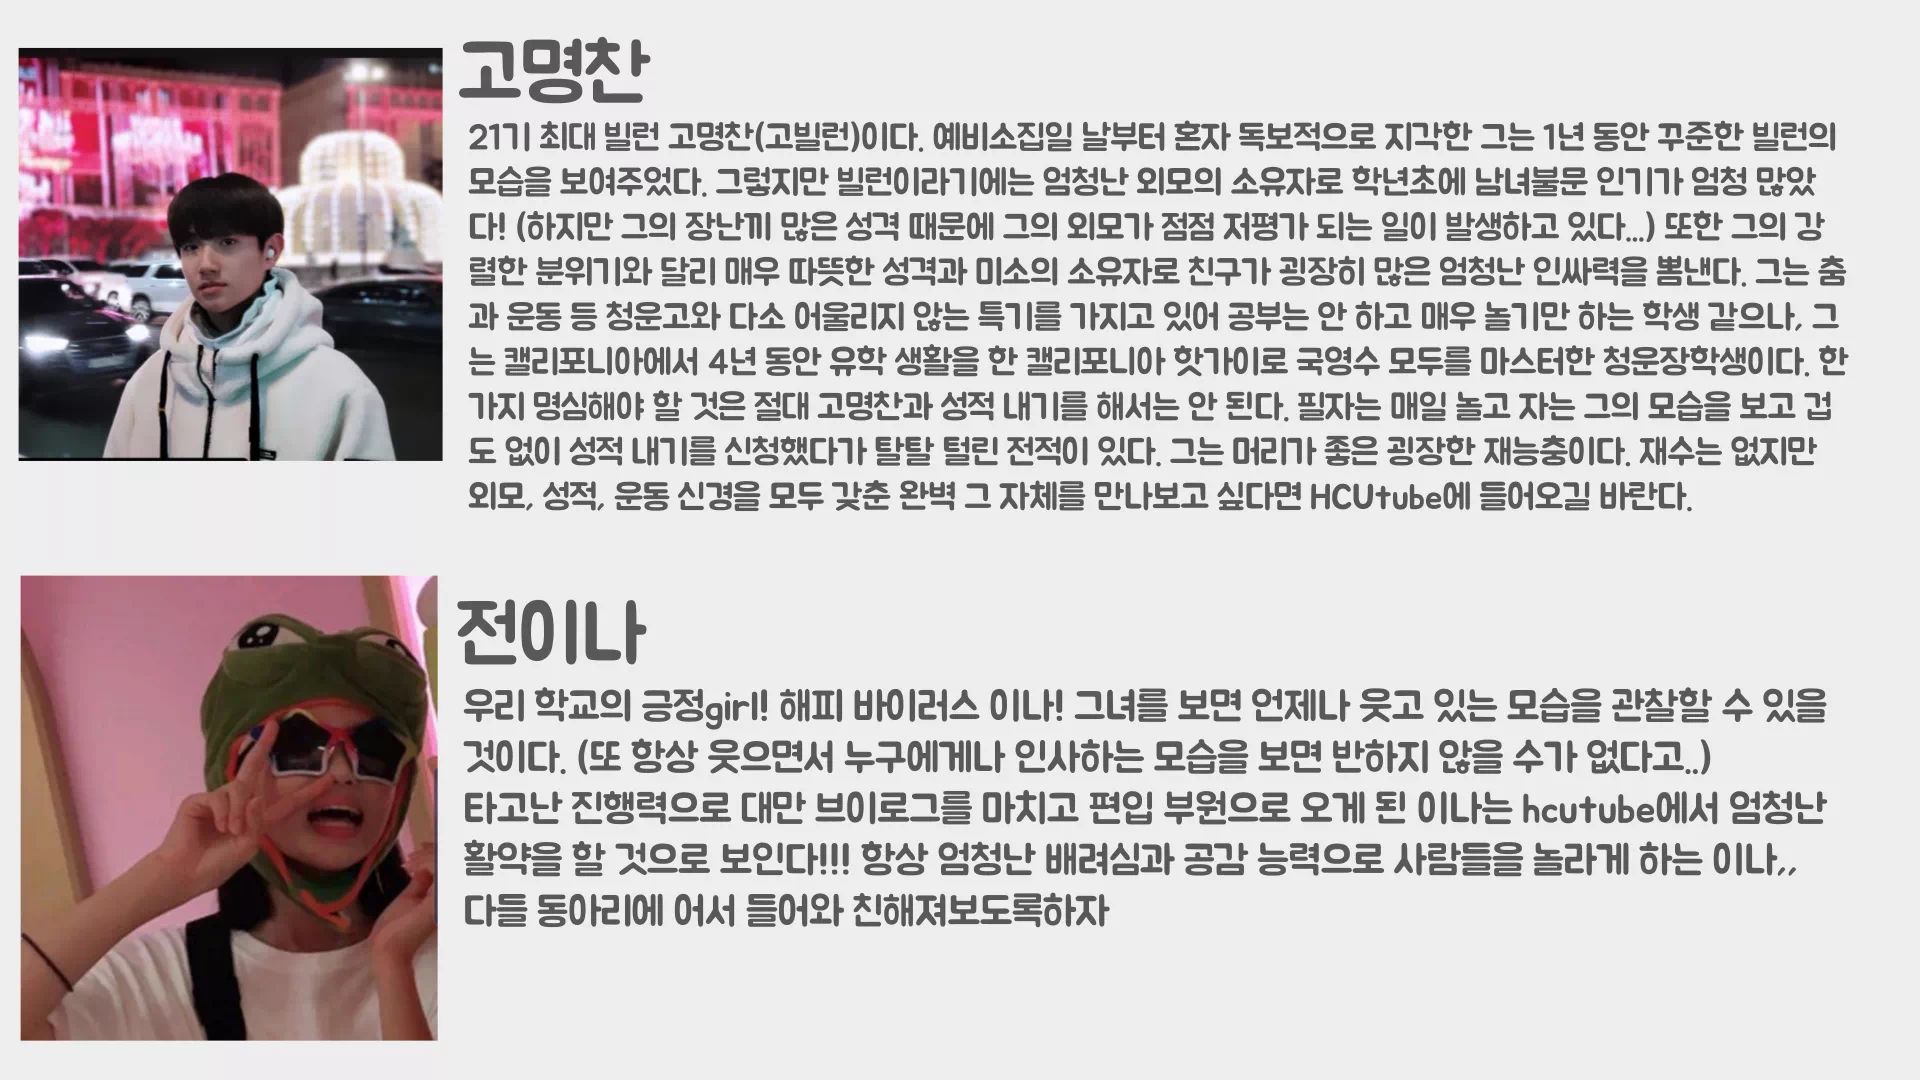 고명찬
21기 최대 빌런 고명찬(고빌런)이다. 예비소집일 날부터 혼자 독보적으로 지각한 그는 1년 동안 꾸준한 빌런의
모습을 보여주었다. 그렇지만 빌런이라기에는 엄청난 외모의 소유자로 학년초에 남녀불문 인기가 엄청 많았
다! (하지만 그의 장난끼 많은 성격 때문에 그의 외모가 점점 저평가 되는 일이 발생하고 있다...) 또한 그의 강
렬한 분위기와 달리 매우 따뜻한 성격과 미소의 소유자로 친구가 굉장히 많은 엄청난 인싸력을 뽐낸다. 그는 춤
과 운동 등 청운고와 다소 어울리지 않는 특기를 가지고 있어 공부는 안 하고 매우 놀기만 하는 학생 같으나, 그
는 캘리포니아에서 4년 동안 유학 생활을 한 캘리포니아 핫가이로 국영수 모두를 마스터한 청운장학생이다. 한
가지 명심해야 할 것은 절대 고명찬과 성적 내기를 해서는 안 된다. 필자는 매일 놀고 자는 그의 모습을 보고 겁
도 없이 성적 내기를 신청했다가 탈탈 털린 전적이 있다. 그는 머리가 좋은 굉장한 재능충이다. 재수는 없지만
외모, 성적, 운동 신경을 모두 갖춘 완벽 그 자체를 만나보고 싶다면 HCUtube에 들어오길 바란다.
전이나
우리 학교의 긍정girl! 해피 바이러스 이나! 그녀를 보면 언제나 웃고 있는 모습을 관찰할 수 있을
것이다. (또 항상 웃으면서 누구에게나 인사하는 모습을 보면 반하지 않을 수가 없다고..)
타고난 진행력으로 대만 브이로그를 마치고 편입 부원으로 오게 된 이나는 hcutube에서 엄청난
활약을 할 것으로 보인다!!! 항상 엄청난 배려심과 공감 능력으로 사람들을 놀라게 하는 이나,,
다들 동아리에 어서 들어와 친해져보도록하자